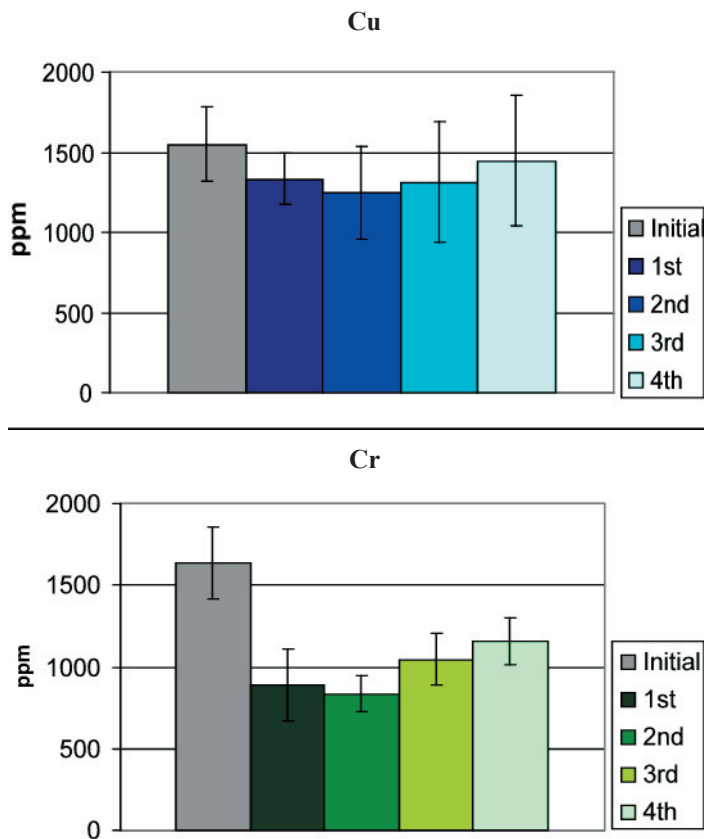 Cu
2000
1500
1000
500
0
ppm
Initial
1st
2nd
3rd
4th
Cr
2000
1500
1000
500
0
ppm
Initial
1st
2nd
3rd
4th